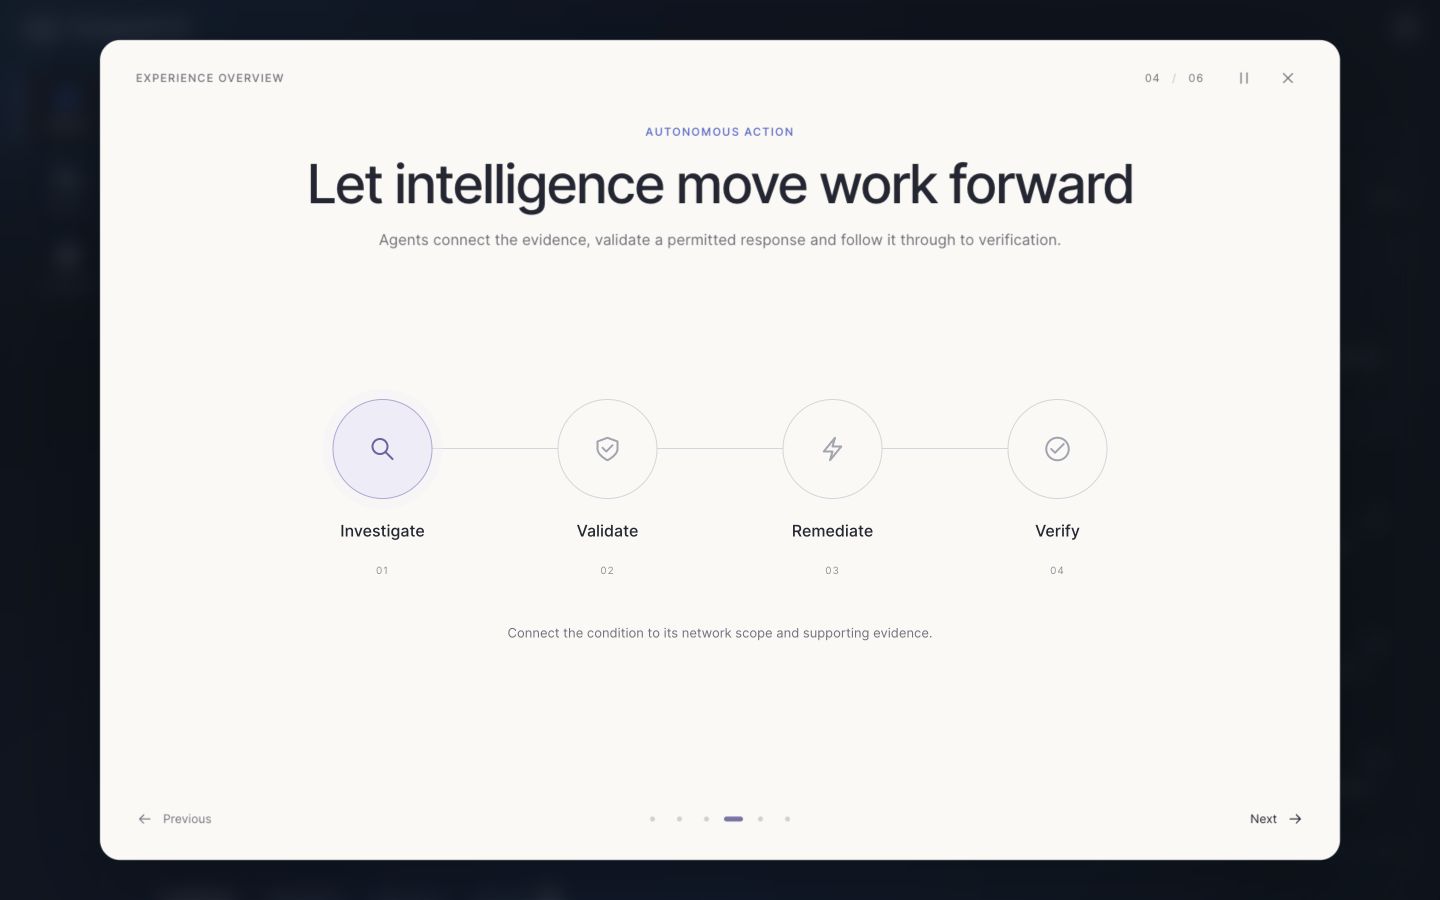 EXPERIENCE OVERVIEW
04 / 06
AUTONOMOUS ACTION
Let intelligence move work forward
Agents connect the evidence, validate a permitted response and follow it through to verification.
Investigate
Validate
Remediate
Verify
01
02
03
04
Connect the condition to its network scope and supporting evidence.
Previous
Next